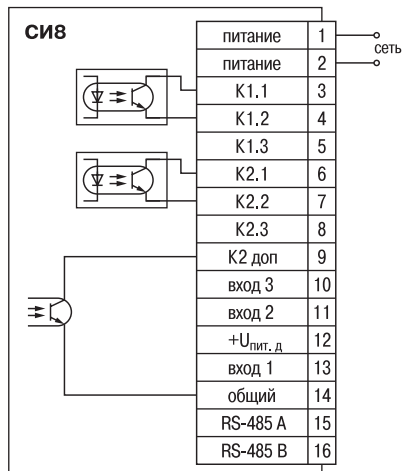 СИ8
питание 1
питание 2
сеть
К1.1 3
К1.2 4
К1.3 5
К2.1 6
К2.2 7
К2.3 8
К2 доп 9
вход 3 10
вход 2 11
+Uпит. д 12
вход 1 13
общий 14
RS-485 A 15
RS-485 B 16